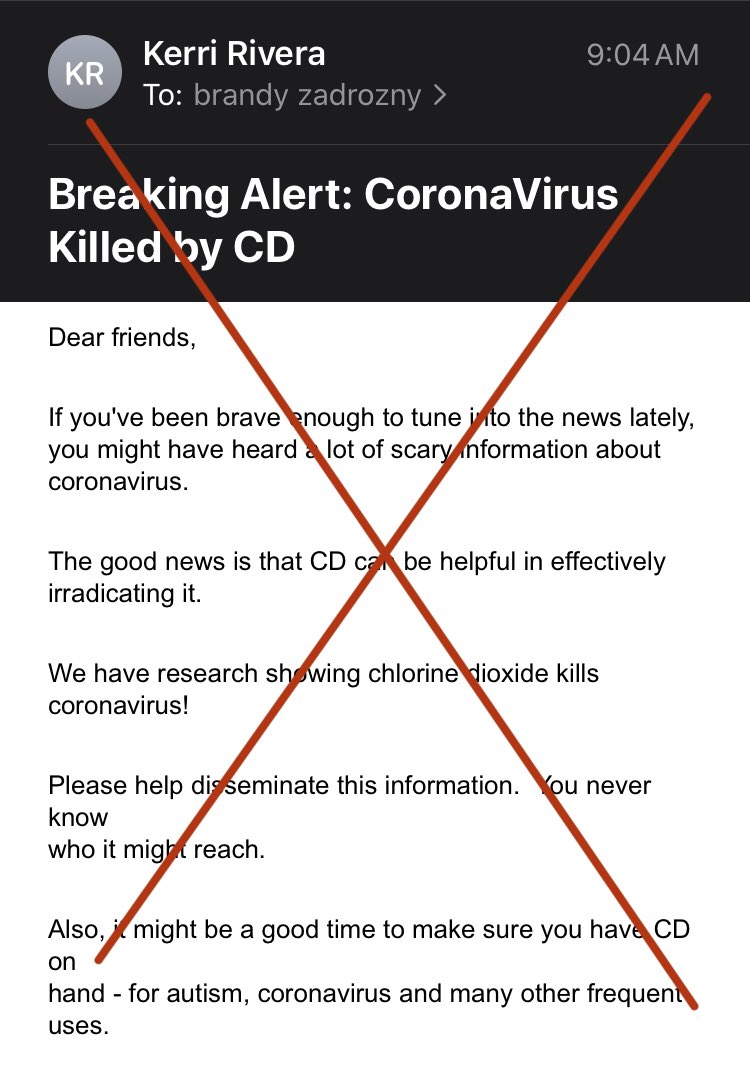 KR
Kerri Rivera
9:04 AM
To: brandy zadrozny >
Breaking Alert: CoronaVirus
Killed by CD
Dear friends,
If you've been brave enough to tune into the news lately,
you might have heard a lot of scary information about
coronavirus.
The good news is that CD can be helpful in effectively
irradicating it.
We have research showing chlorine dioxide kills
coronavirus!
Please help disseminate this information.   You never
know
who it might reach.
Also, it might be a good time to make sure you have CD
on
hand - for autism, coronavirus and many other frequent
uses.